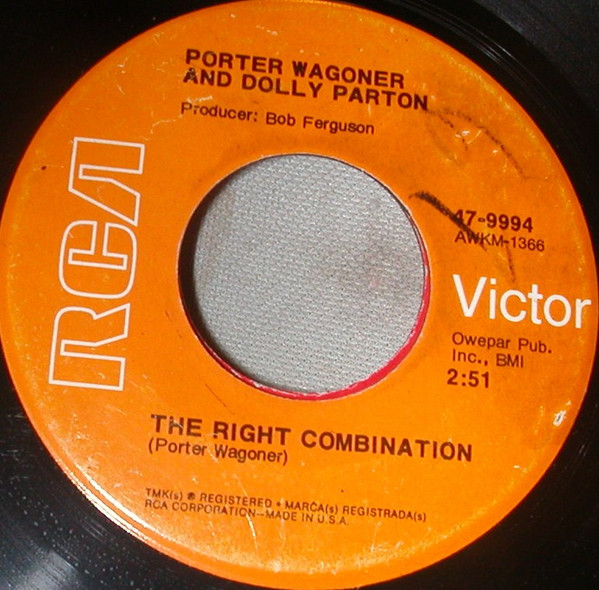 PORTER WAGONER
AND DOLLY PARTON
Producer: Bob Ferguson
RCA
47-9994
AWKM-1366
Victor
Owepar Pub.
Inc., BMI
2:51
THE RIGHT COMBINATION
(Porter Wagoner)
TMK(s) ® REGISTERED • MARCA(s) REGISTRADA(s)
RCA CORPORATION—MADE IN U.S.A.